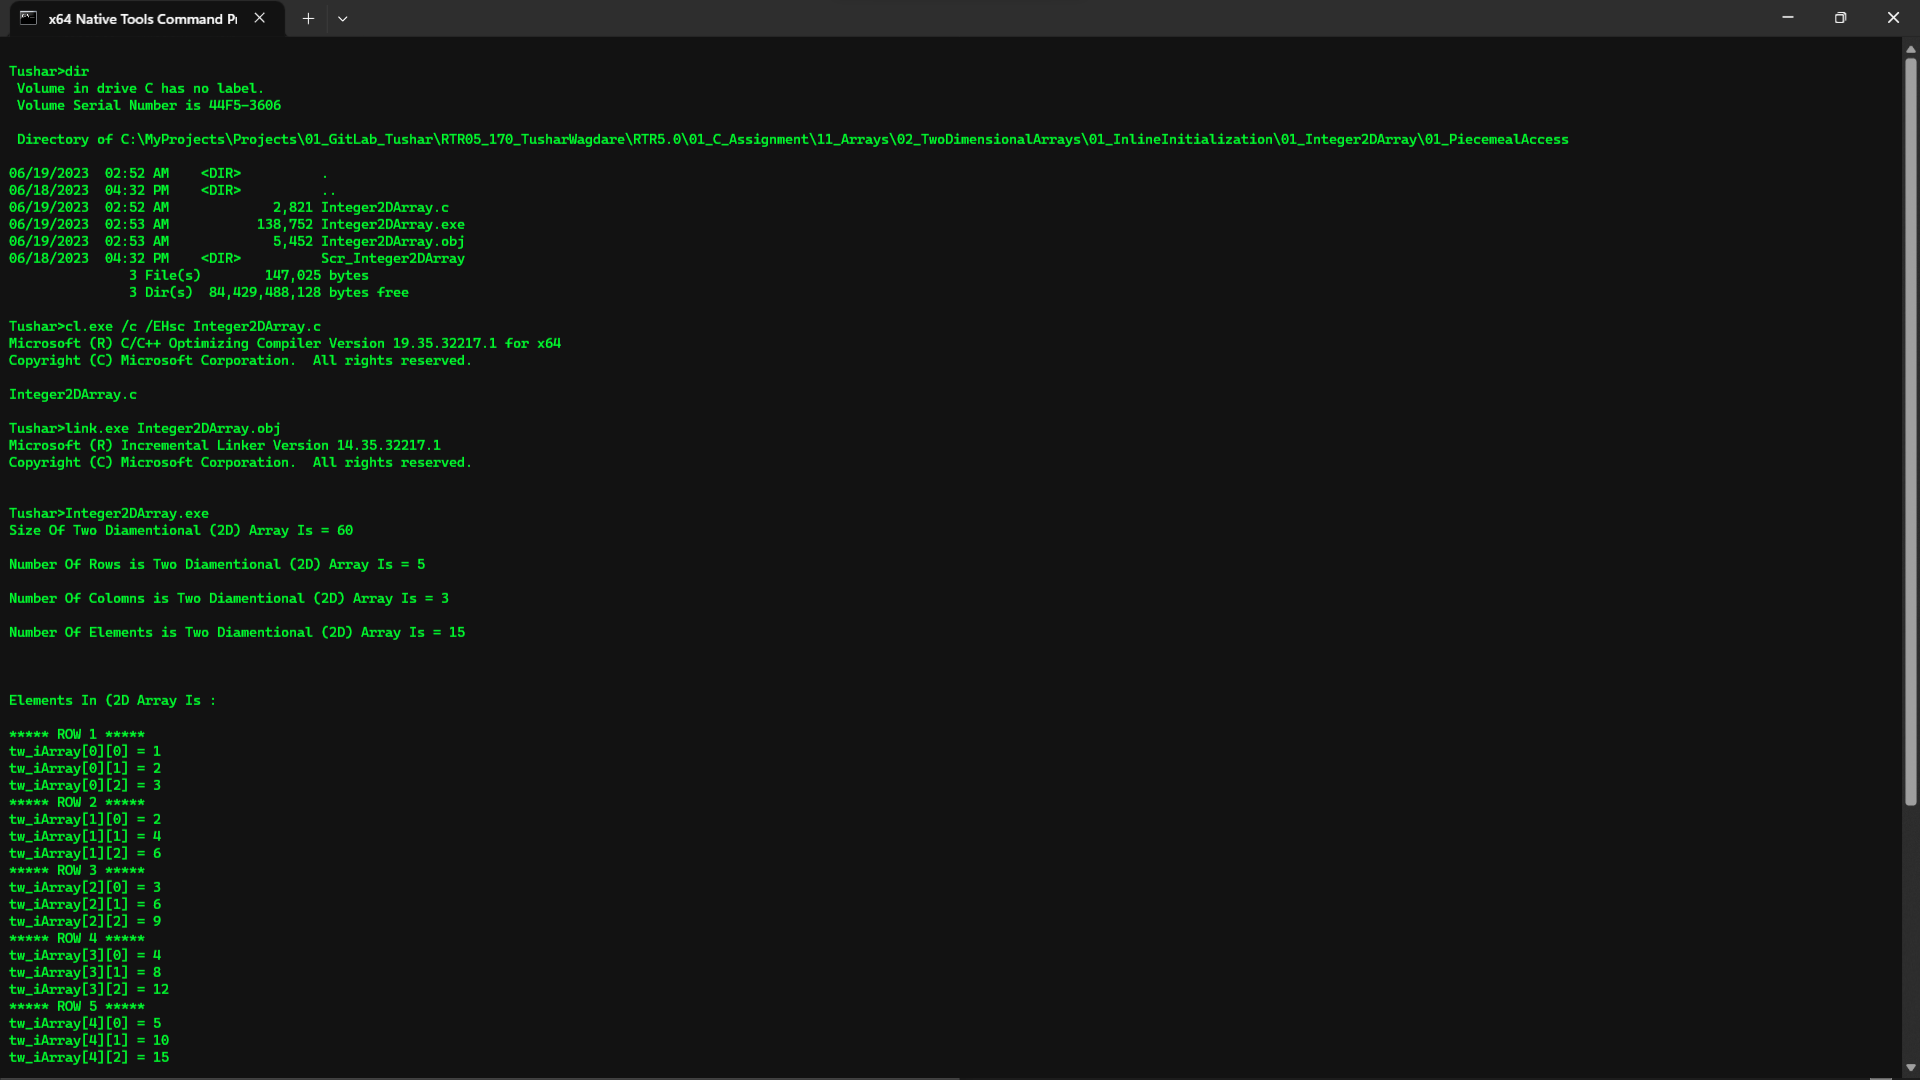 x64 Native Tools Command P
Tushar>dir
 Volume in drive C has no label.
 Volume Serial Number is 44F5-3606
 Directory of C:\MyProjects\Projects\01_GitLab_Tushar\RTR05_170_TusharWagdare\RTR5.0\01_C_Assignment\11_Arrays\02_TwoDimensionalArrays\01_InlineInitialization\01_Integer2DArray\01_PiecemealAccess
06/19/2023  02:52 AM    <DIR>          .
06/18/2023  04:32 PM    <DIR>          ..
06/19/2023  02:52 AM             2,821 Integer2DArray.c
06/19/2023  02:53 AM           138,752 Integer2DArray.exe
06/19/2023  02:53 AM             5,452 Integer2DArray.obj
06/18/2023  04:32 PM    <DIR>          Scr_Integer2DArray
               3 File(s)        147,025 bytes
               3 Dir(s)  84,429,488,128 bytes free
Tushar>cl.exe /c /EHsc Integer2DArray.c
Microsoft (R) C/C++ Optimizing Compiler Version 19.35.32217.1 for x64
Copyright (C) Microsoft Corporation.  All rights reserved.
Integer2DArray.c
Tushar>link.exe Integer2DArray.obj
Microsoft (R) Incremental Linker Version 14.35.32217.1
Copyright (C) Microsoft Corporation.  All rights reserved.
Tushar>Integer2DArray.exe
Size Of Two Diamentional (2D) Array Is = 60
Number Of Rows is Two Diamentional (2D) Array Is = 5
Number Of Colomns is Two Diamentional (2D) Array Is = 3
Number Of Elements is Two Diamentional (2D) Array Is = 15
Elements In (2D Array Is :
***** ROW 1 *****
tw_iArray[0][0] = 1
tw_iArray[0][1] = 2
tw_iArray[0][2] = 3
***** ROW 2 *****
tw_iArray[1][0] = 2
tw_iArray[1][1] = 4
tw_iArray[1][2] = 6
***** ROW 3 *****
tw_iArray[2][0] = 3
tw_iArray[2][1] = 6
tw_iArray[2][2] = 9
***** ROW 4 *****
tw_iArray[3][0] = 4
tw_iArray[3][1] = 8
tw_iArray[3][2] = 12
***** ROW 5 *****
tw_iArray[4][0] = 5
tw_iArray[4][1] = 10
tw_iArray[4][2] = 15